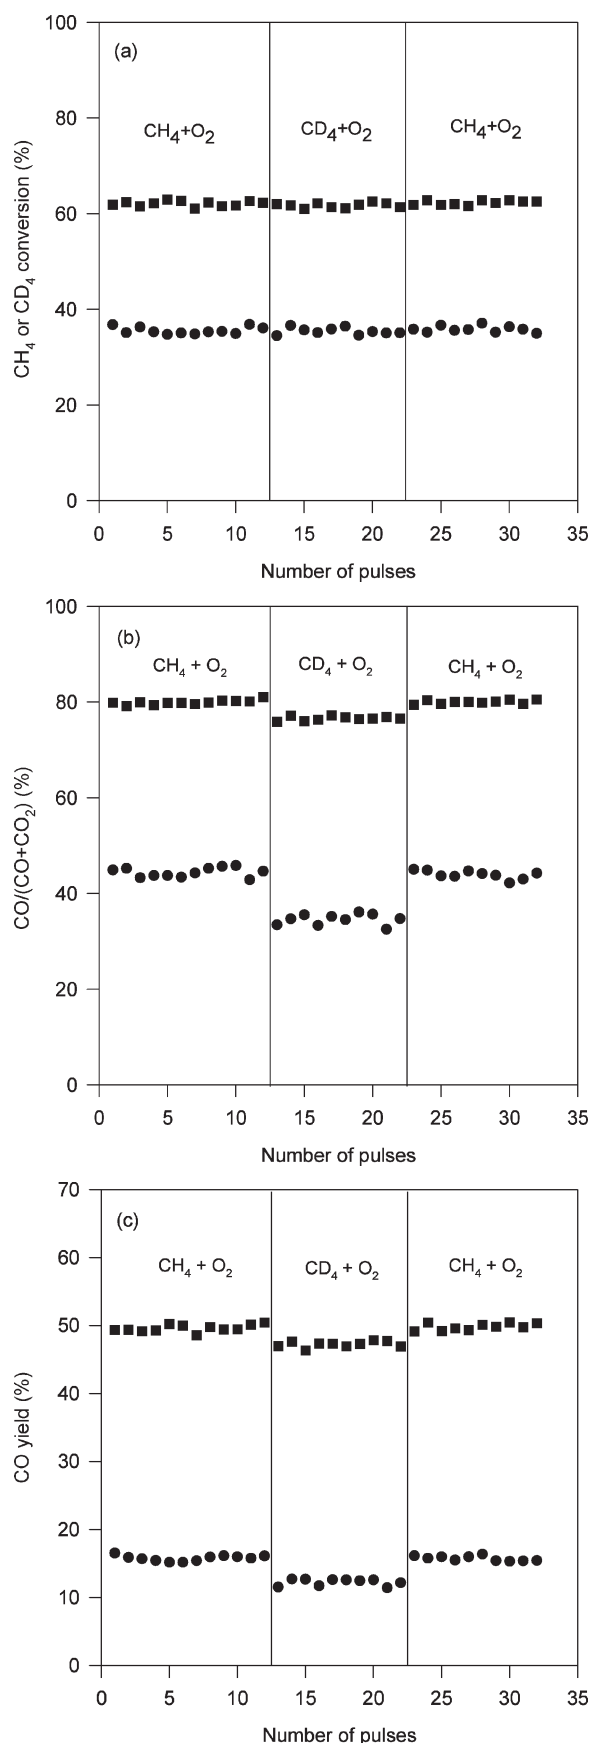 100
(a)
80
CH4+O2
CD4+O2
CH4+O2
60
40
20
0
CH4 or CD4 conversion (%)
0 5 10 15 20 25 30 35
Number of pulses
100
(b)
CH4 + O2
CD4 + O2
CH4 + O2
80
60
40
20
0
CO/(CO+CO2) (%)
0 5 10 15 20 25 30 35
Number of pulses
70
(c)
60
CH4 + O2
CD4 + O2
CH4 + O2
50
40
30
20
10
0
CO yield (%)
0 5 10 15 20 25 30 35
Number of pulses